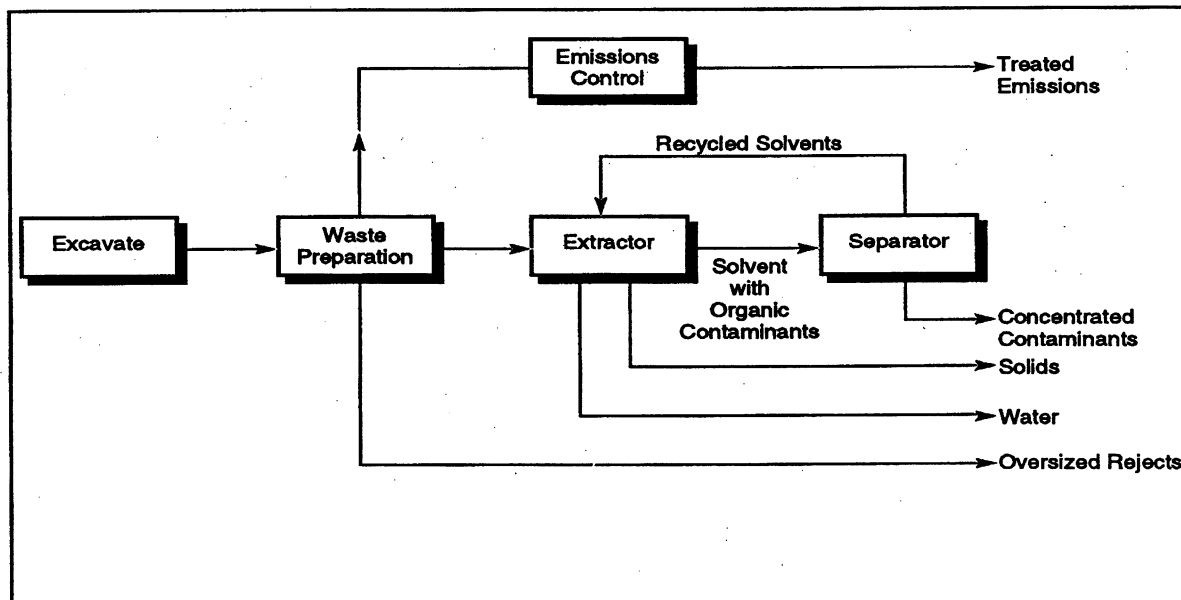 Emissions
Control
Treated
Emissions
Recycled Solvents
Excavate
Waste
Preparation
Extractor
Separator
Solvent
with
Organic
Contaminants
Concentrated
Contaminants
Solids
Water
Oversized Rejects